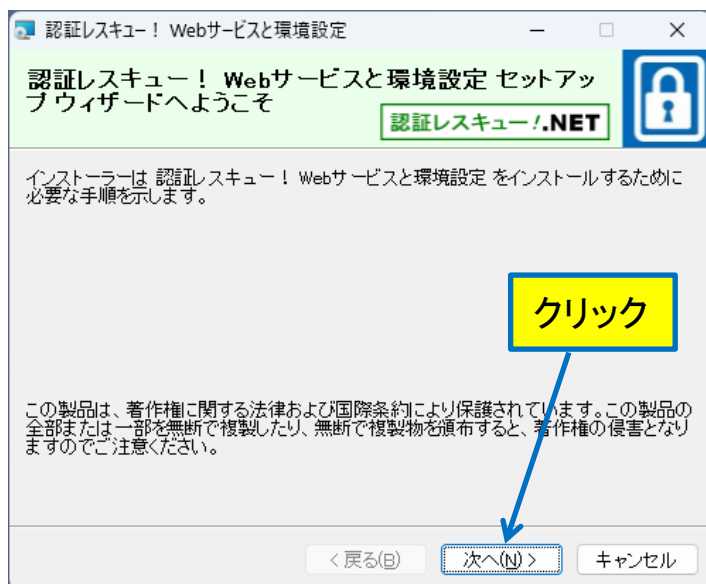 認証レスキュー! Webサービスと環境設定
認証レスキュー! Webサービスと環境設定 セットアッ
プ ウィザードへようこそ
認証レスキュー!.NET
インストーラーは 認証レスキュー! Webサービスと環境設定 をインストールするために
必要な手順を示します。
クリック
この製品は、著作権に関する法律および国際条約により保護されています。この製品の
全部または一部を無断で複製したり、無断で複製物を頒布すると、著作権の侵害となり
ますのでご注意ください。
< 戻る(B) 次へ(N) > キャンセル